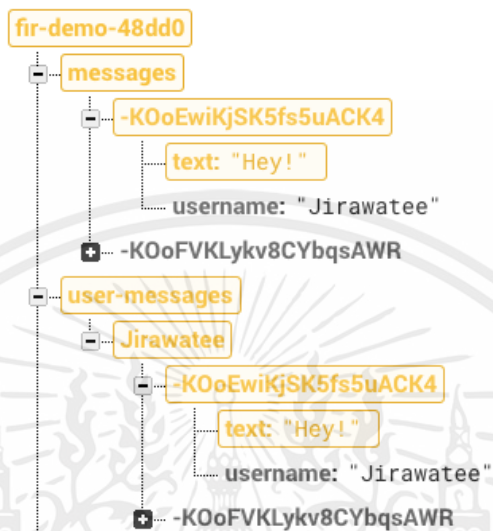 fir-demo-48dd0
messages
-KOoEwiKjSK5fs5uACK4
text: "Hey!"
username: "Jirawatee"
-KOoFVKLykv8CYbqsAWR
user-messages
Jirawatee
-KOoEwiKjSK5fs5uACK4
text: "Hey!"
username: "Jirawatee"
-KOoFVKLykv8CYbqsAWR